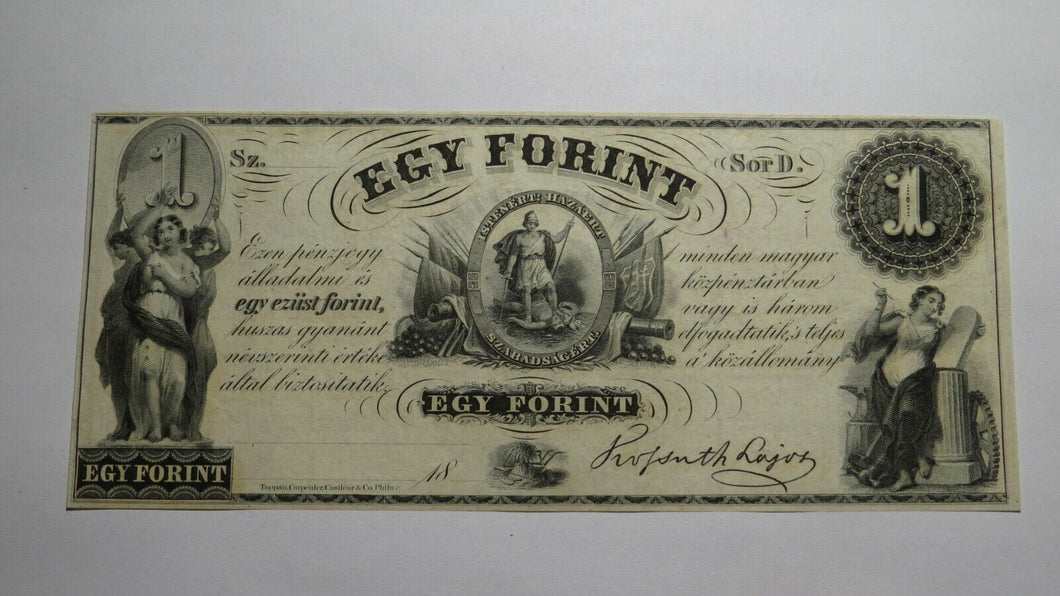 1
Sz.
EGY FORINT
Sor D.
1
ISTENÉRT! HAZÁÉRT
SZABADSÁGÉRT
Ezen pénzjegy minden magyar
álladalmi és közpénztárban
egy ezüst forint, vagy is három
huszas gyanánt elfogadtatik, s teljes
névszerinti értéke a' közállomány
által biztosítatik.
EGY FORINT
EGY FORINT
18
Kossuth Lajos
Toppan, Carpenter, Casilear & Co. Phila